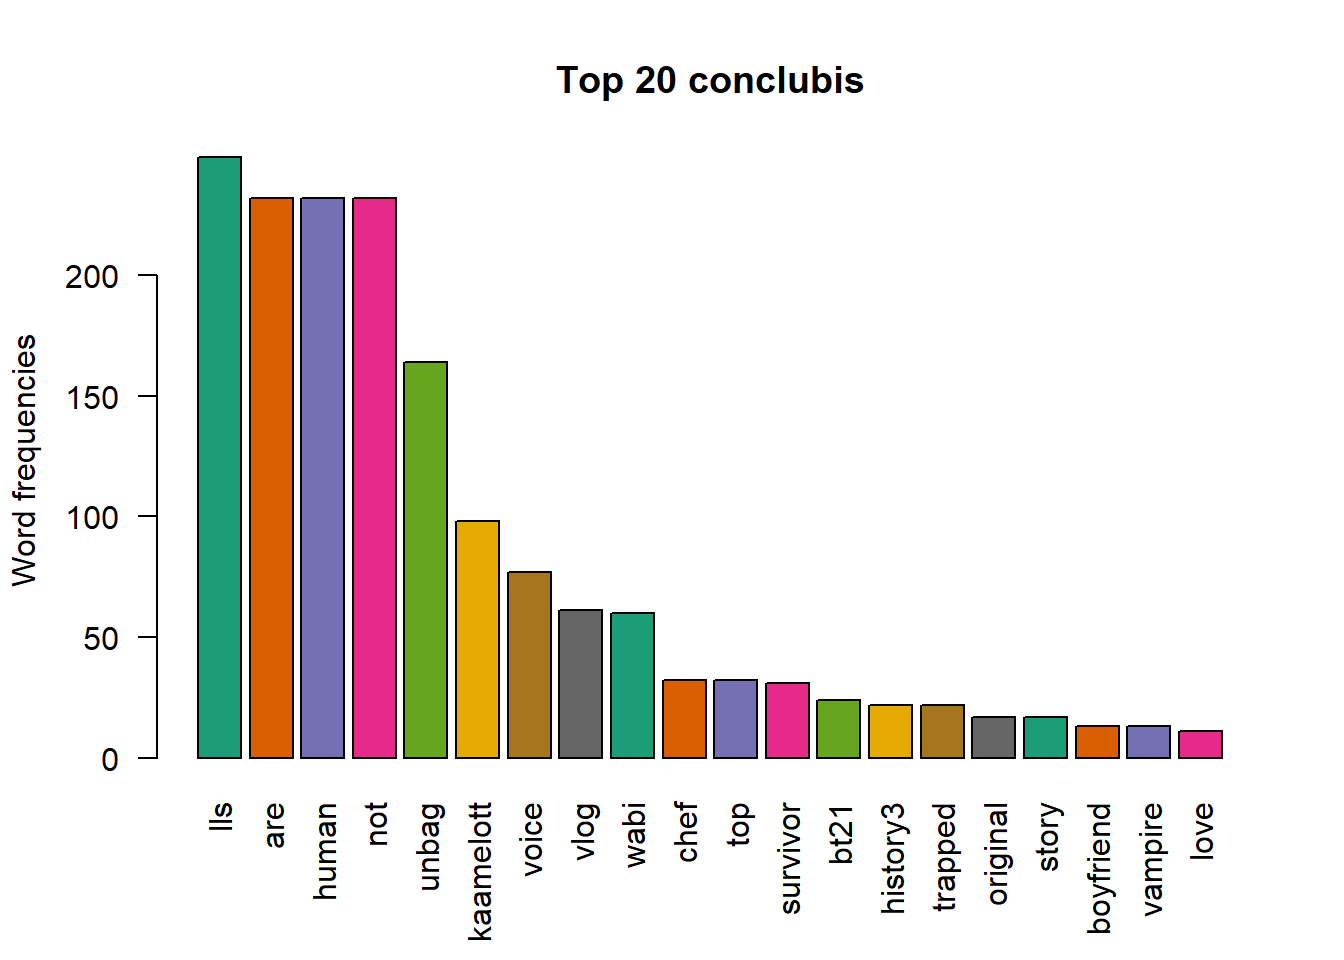 Top 20 conclubis
Word frequencies
200
150
100
50
0
lls
are
human
not
unbag
kaamelott
voice
vlog
wabi
chef
top
survivor
bt21
history3
trapped
original
story
boyfriend
vampire
love